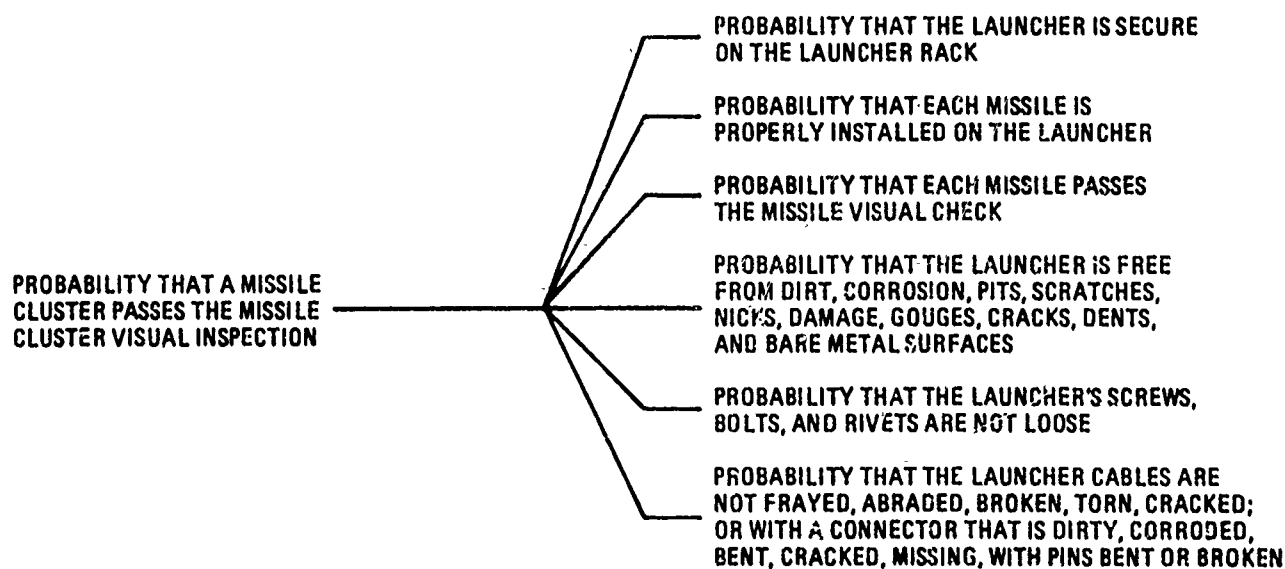 PROBABILITY THAT THE LAUNCHER IS SECURE
ON THE LAUNCHER RACK
PROBABILITY THAT EACH MISSILE IS
PROPERLY INSTALLED ON THE LAUNCHER
PROBABILITY THAT EACH MISSILE PASSES
THE MISSILE VISUAL CHECK
PROBABILITY THAT A MISSILE
CLUSTER PASSES THE MISSILE
CLUSTER VISUAL INSPECTION
PROBABILITY THAT THE LAUNCHER IS FREE
FROM DIRT, CORROSION, PITS, SCRATCHES,
NICKS, DAMAGE, GOUGES, CRACKS, DENTS,
AND BARE METAL SURFACES
PROBABILITY THAT THE LAUNCHER'S SCREWS,
BOLTS, AND RIVETS ARE NOT LOOSE
PROBABILITY THAT THE LAUNCHER CABLES ARE
NOT FRAYED, ABRADED, BROKEN, TORN, CRACKED;
OR WITH A CONNECTOR THAT IS DIRTY, CORRODED,
BENT, CRACKED, MISSING, WITH PINS BENT OR BROKEN